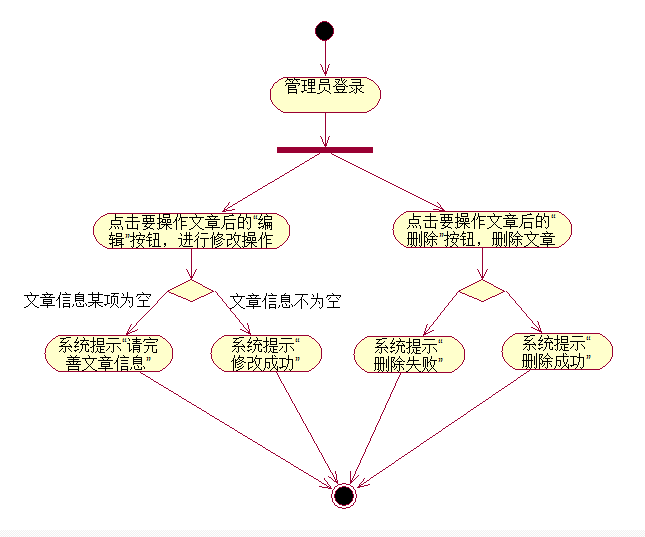 管理员登录
点击要操作文章后的“编
辑”按钮，进行修改操作
点击要操作文章后的“
删除”按钮，删除文章
文章信息某项为空
文章信息不为空
系统提示“请完
善文章信息”
系统提示“
修改成功”
系统提示“
删除失败”
系统提示“
删除成功”